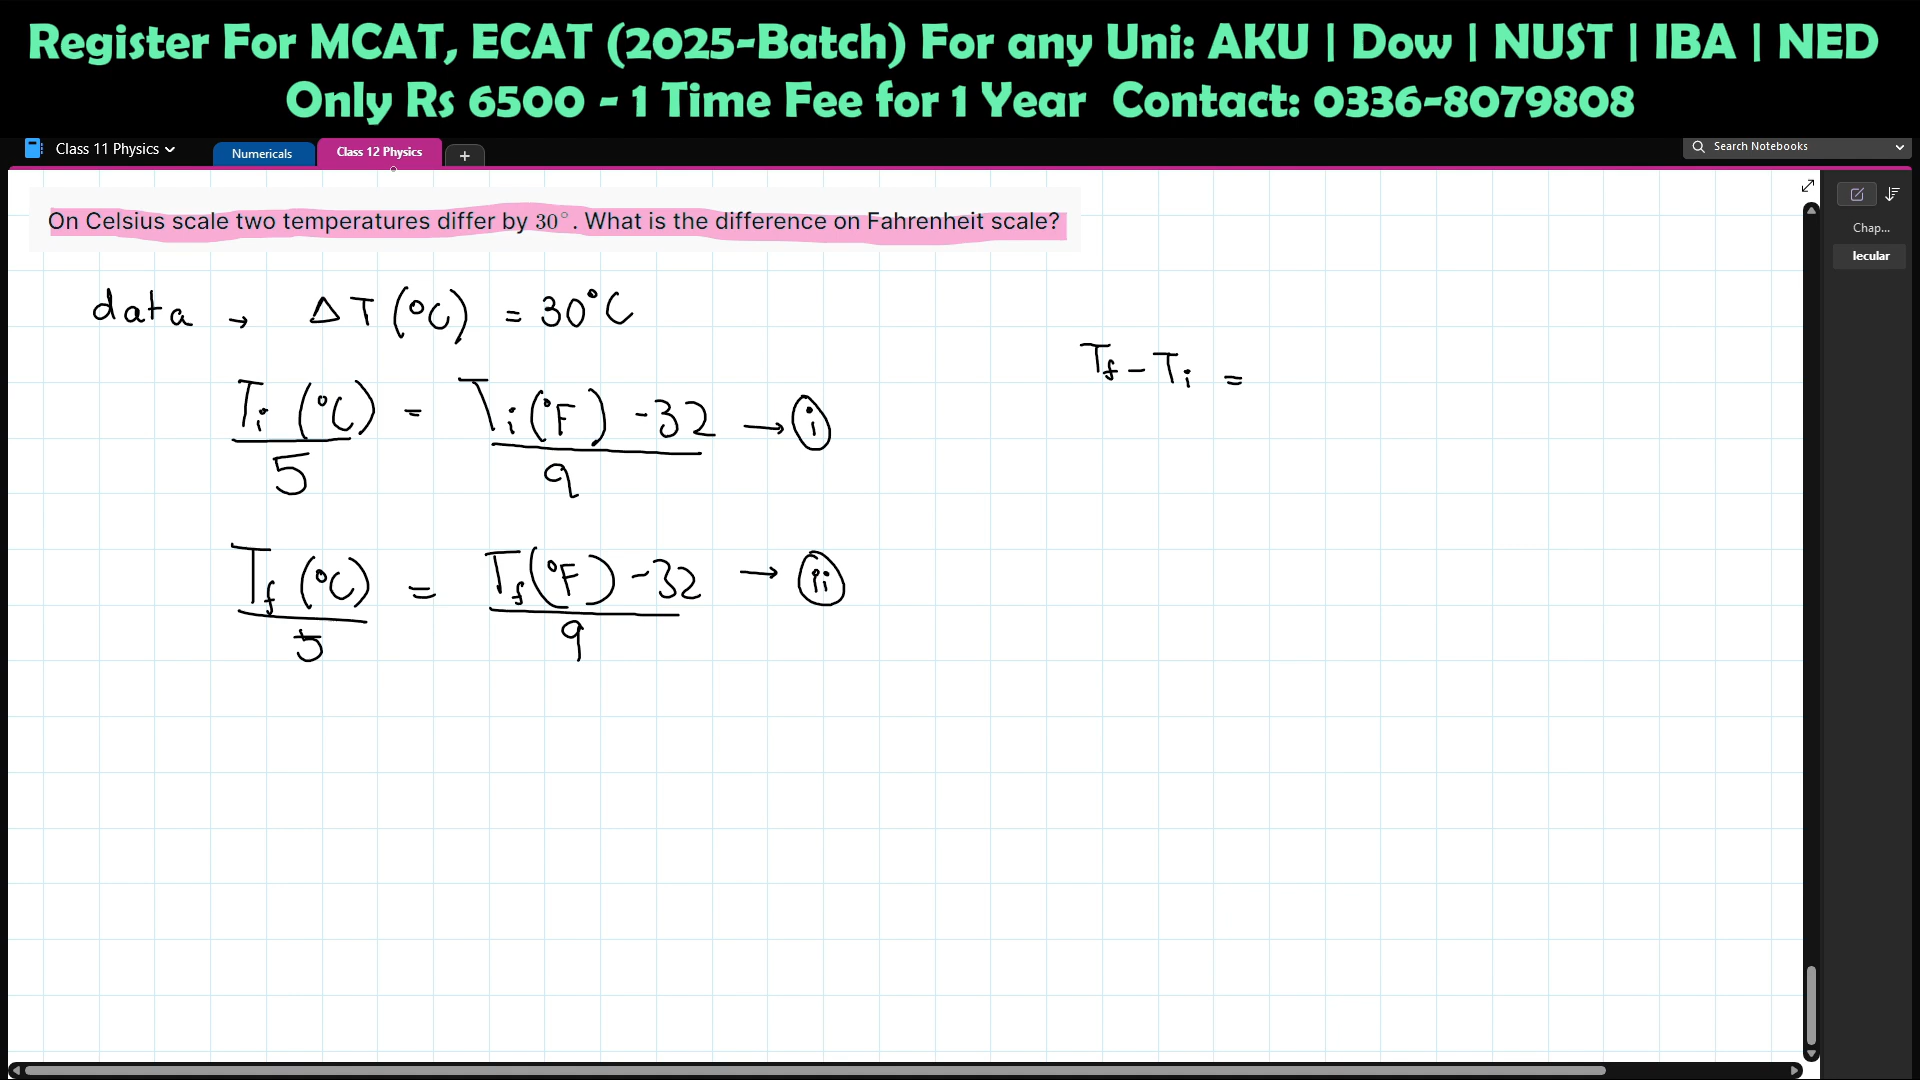 Register For MCAT, ECAT (2025-Batch) For any Uni: AKU | Dow | NUST | IBA | NED
Only Rs 6500 - 1 Time Fee for 1 Year Contact: 0336-8079808
Class 11 Physics
Numericals
Class 12 Physics
+
Search Notebooks
On Celsius scale two temperatures differ by 30°. What is the difference on Fahrenheit scale?
Chap...
lecular
data → ΔT (°C) = 30°C
Tf - Ti =
Ti (°C) = Ti (°F) - 32 → i
5 9
Tf (°C) = Tf (°F) - 32 → ii
5 9